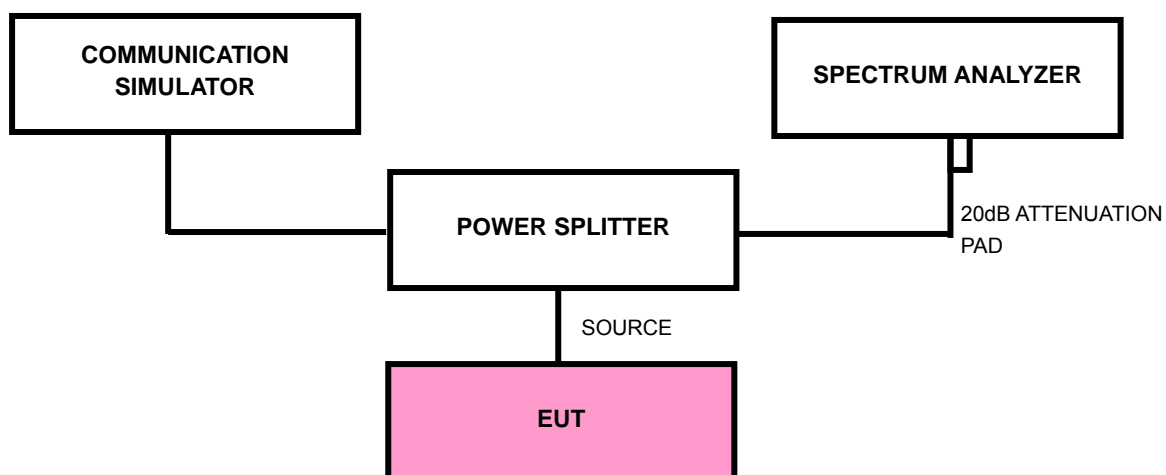 COMMUNICATION
SIMULATOR
SPECTRUM ANALYZER
POWER SPLITTER
20dB ATTENUATION
PAD
SOURCE
EUT